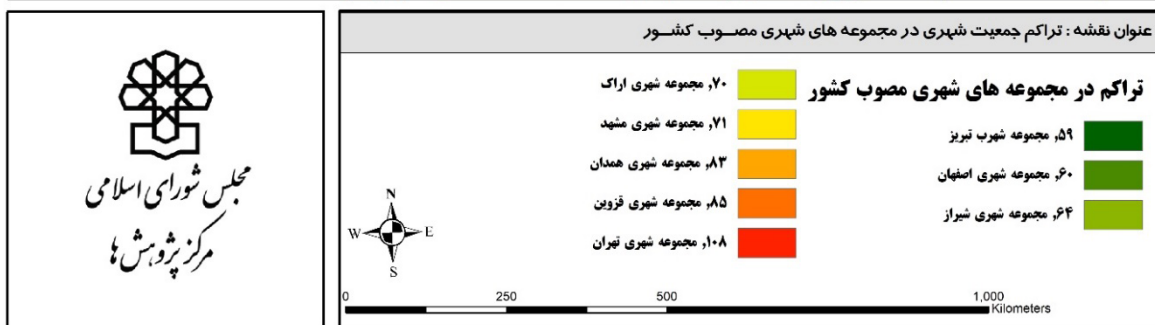 عنوان نقشه : تراکم جمعیت شهری در مجموعه های شهری مصوب کشور
تراکم در مجموعه های شهری مصوب کشور
۵۹, مجموعه شهرب تبریز
۶۰, مجموعه شهری اصفهان
۶۴, مجموعه شهری شیراز
۷۰, مجموعه شهری اراک
۷۱, مجموعه شهری مشهد
۸۳, مجموعه شهری همدان
۸۵, مجموعه شهری قزوین
۱۰۸, مجموعه شهری تهران
N
W E
S
0 250 500 1,000
Kilometers
مجلس شورای اسلامی
مرکز پژوهش ها